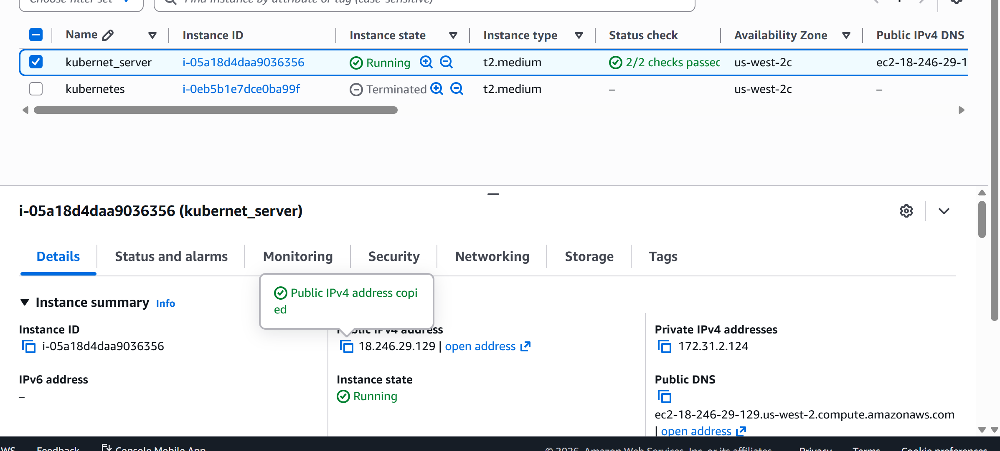 Choose filter set
Find Instance by attribute or tag (case-sensitive)
Name Instance ID Instance state Instance type Status check Availability Zone Public IPv4 DNS
kubernet_server i-05a18d4daa9036356 Running t2.medium 2/2 checks passed us-west-2c ec2-18-246-29-1
kubernetes i-0eb5b1e7dce0ba99f Terminated t2.medium – us-west-2c –
i-05a18d4daa9036356 (kubernet_server)
Details Status and alarms Monitoring Security Networking Storage Tags
Public IPv4 address copi
ed
Instance summary Info
Instance ID
i-05a18d4daa9036356
Public IPv4 address
18.246.29.129 | open address
Private IPv4 addresses
172.31.2.124
IPv6 address
–
Instance state
Running
Public DNS
ec2-18-246-29-129.us-west-2.compute.amazonaws.com
| open address
WS Feedback Console Mobile App © 2026, Amazon Web Services, Inc. or its affiliates. Privacy Terms Cookie preferences